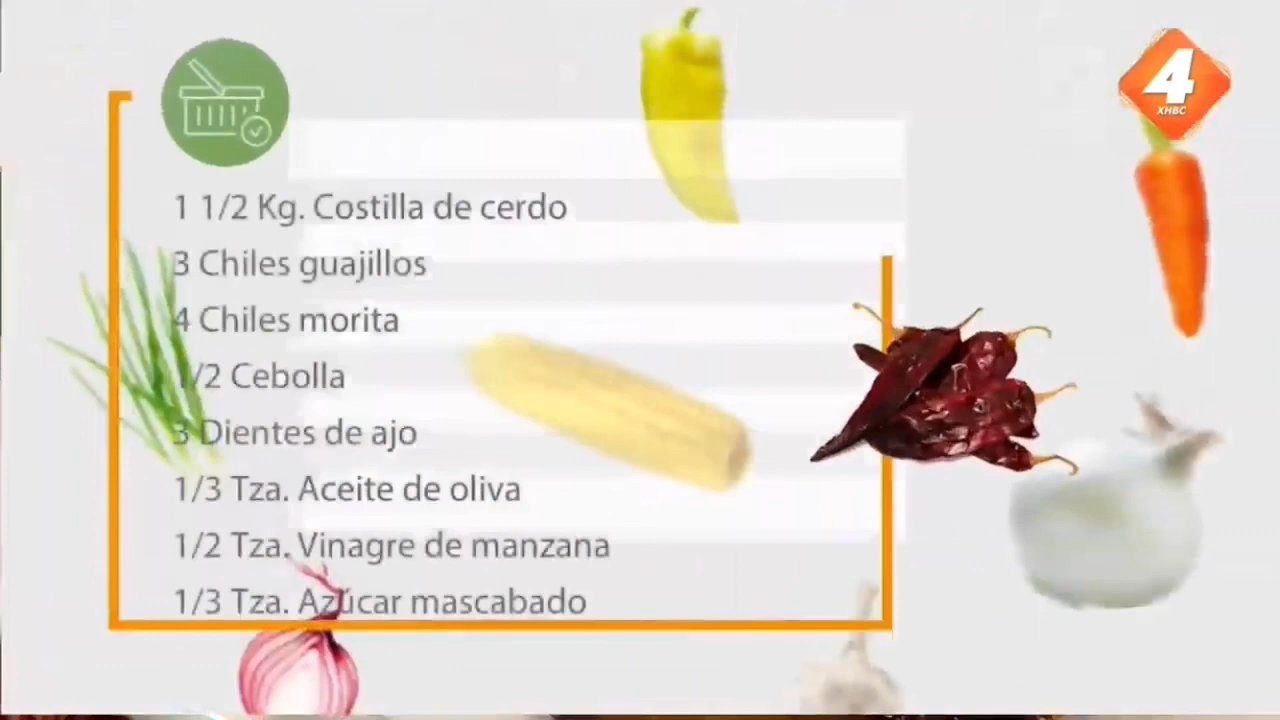 4
XHBC
1 1/2 Kg. Costilla de cerdo
3 Chiles guajillos
4 Chiles morita
1/2 Cebolla
3 Dientes de ajo
1/3 Tza. Aceite de oliva
1/2 Tza. Vinagre de manzana
1/3 Tza. Azúcar mascabado